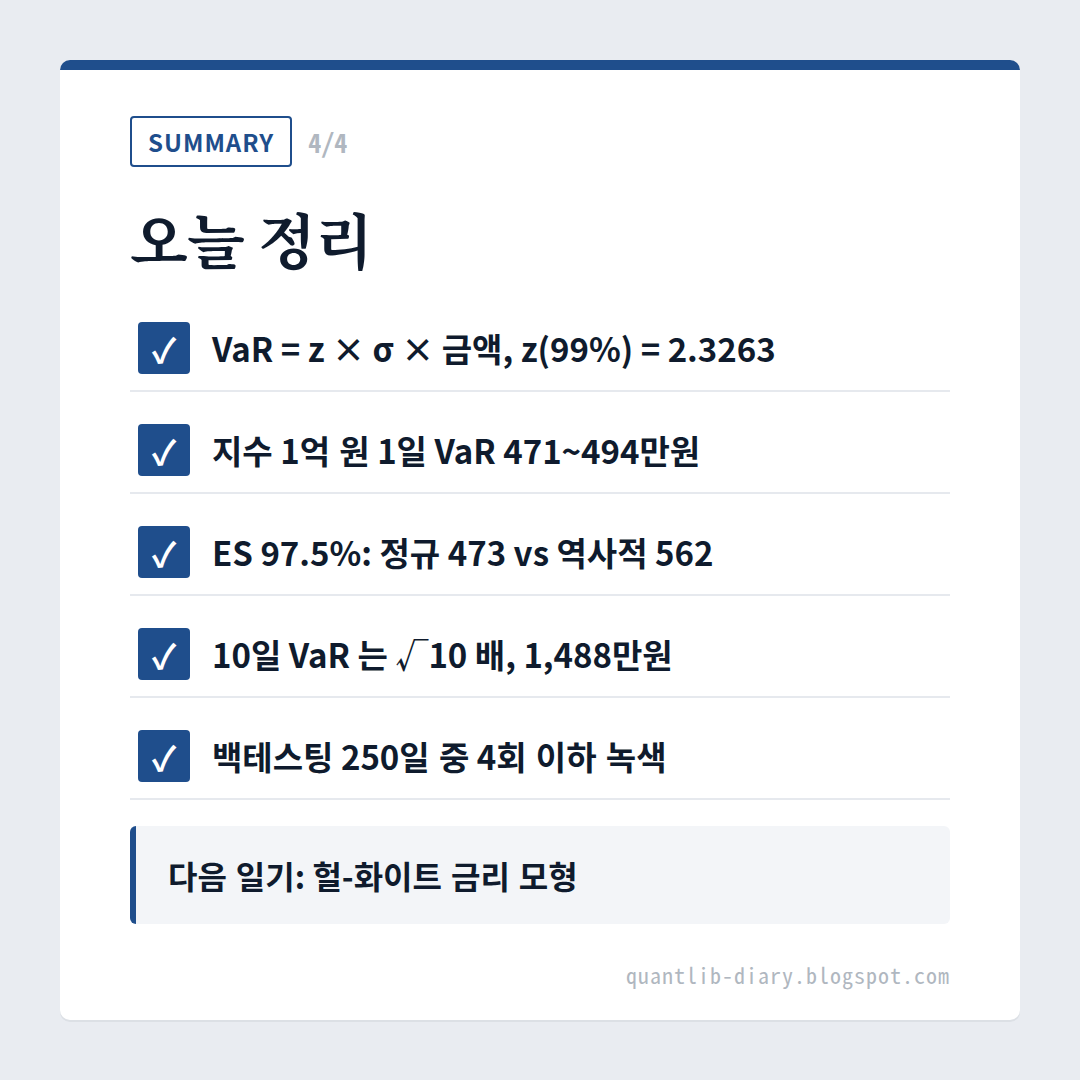 SUMMARY 4/4
오늘 정리
✓ VaR = z × σ × 금액, z(99%) = 2.3263
✓ 지수 1억 원 1일 VaR 471~494만원
✓ ES 97.5%: 정규 473 vs 역사적 562
✓ 10일 VaR 는 √10 배, 1,488만원
✓ 백테스팅 250일 중 4회 이하 녹색
다음 일기: 헐-화이트 금리 모형
quantlib-diary.blogspot.com